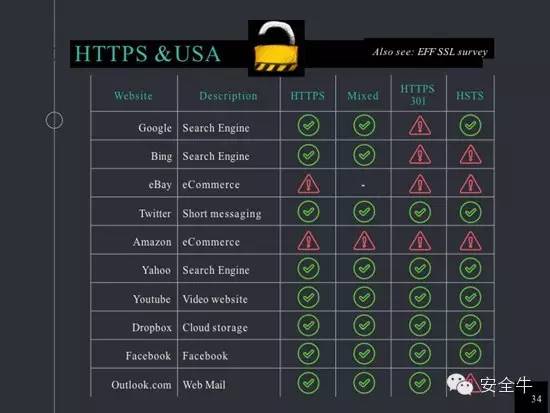 HTTPS &USA
Also see: EFF SSL survey
Website Description HTTPS Mixed HTTPS 301 HSTS
Google Search Engine
Bing Search Engine
eBay eCommerce -
Twitter Short messaging
Amazon eCommerce
Yahoo Search Engine
Youtube Video website
Dropbox Cloud storage
Facebook Facebook
Outlook.com Web Mail
安全牛
34